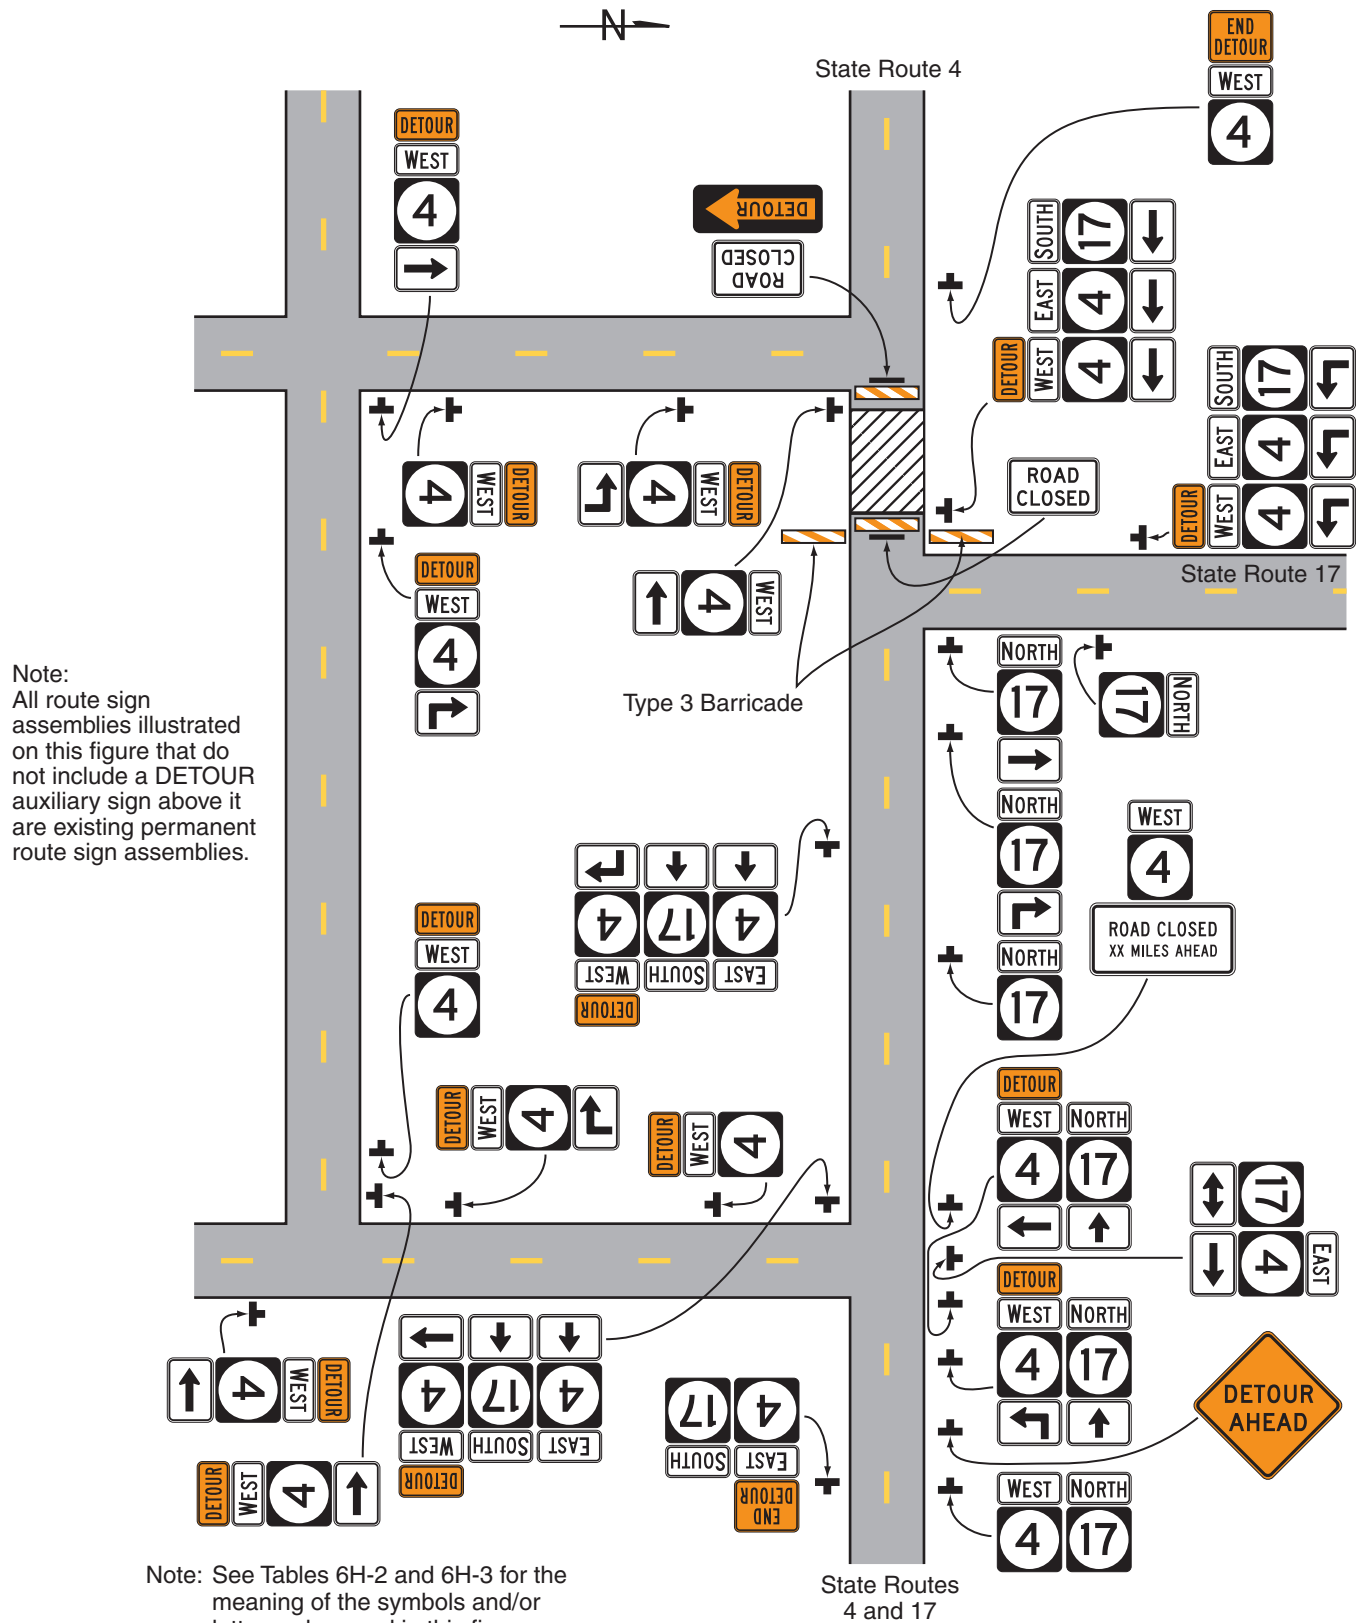 N
State Route 4
END
DETOUR
WEST
4
DETOUR
WEST
4
DETOUR
ROAD
CLOSED
SOUTH
17
EAST
4
DETOUR
WEST
4
SOUTH
17
EAST
4
DETOUR
WEST
4
State Route 17
ROAD
CLOSED
DETOUR
WEST
4
DETOUR
WEST
4
WEST
4
DETOUR
WEST
4
Type 3 Barricade
Note:
All route sign
assemblies illustrated
on this figure that do
not include a DETOUR
auxiliary sign above it
are existing permanent
route sign assemblies.
NORTH
17
NORTH
17
NORTH
17
NORTH
17
WEST
4
ROAD CLOSED
XX MILES AHEAD
DETOUR
WEST
4
SOUTH
17
EAST
4
DETOUR
WEST
4
DETOUR
WEST
4
DETOUR
WEST
4
DETOUR
WEST NORTH
4 17
17
EAST
4
DETOUR
WEST NORTH
4 17
DETOUR
AHEAD
WEST NORTH
4 17
DETOUR
WEST
4
DETOUR
WEST
4
DETOUR
WEST
4
SOUTH
17
EAST
4
END
DETOUR
EAST
4
SOUTH
17
State Routes
4 and 17
Note: See Tables 6H-2 and 6H-3 for the
meaning of the symbols and/or